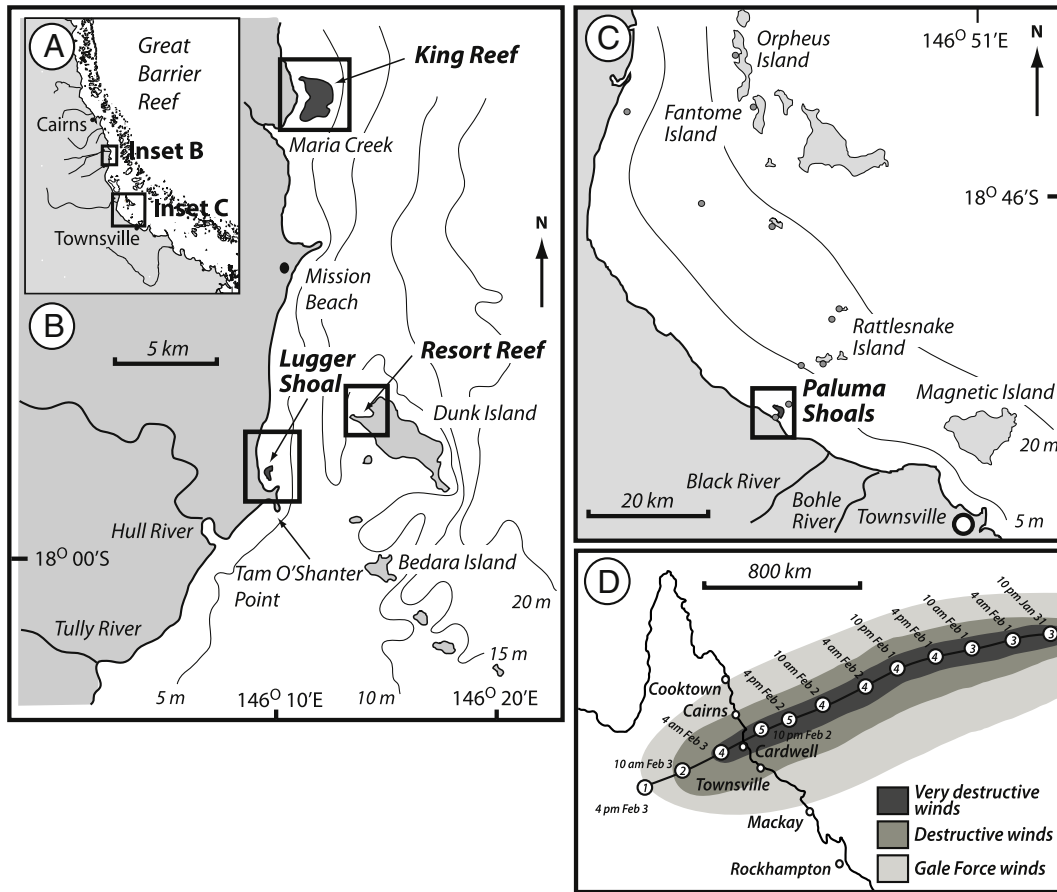 A
Great
Barrier
Reef
Cairns
Inset B
Inset C
Townsville
King Reef
Maria Creek
N
Mission
Beach
B
5 km
Lugger
Shoal
Resort Reef
Dunk Island
Hull River
18O 00'S
Tam O'Shanter
Point
Bedara Island
20 m
Tully River
15 m
5 m
146O 10'E
10 m
146O 20'E
C
Orpheus
Island
146O 51'E
N
Fantome
Island
18O 46'S
Rattlesnake
Island
Paluma
Shoals
Magnetic Island
20 m
Black River
20 km
Bohle
River
Townsville
5 m
D
800 km
10 pm Jan 31
4 am Feb 1
10 am Feb 1
4 pm Feb 1
10 pm Feb 1
4 am Feb 2
10 am Feb 2
4 pm Feb 2
10 pm Feb 2
4 am Feb 3
10 am Feb 3
4 pm Feb 3
3
3
3
4
4
4
4
5
5
4
2
1
Cooktown
Cairns
Cardwell
Townsville
Mackay
Rockhampton
Very destructive
winds
Destructive winds
Gale Force winds